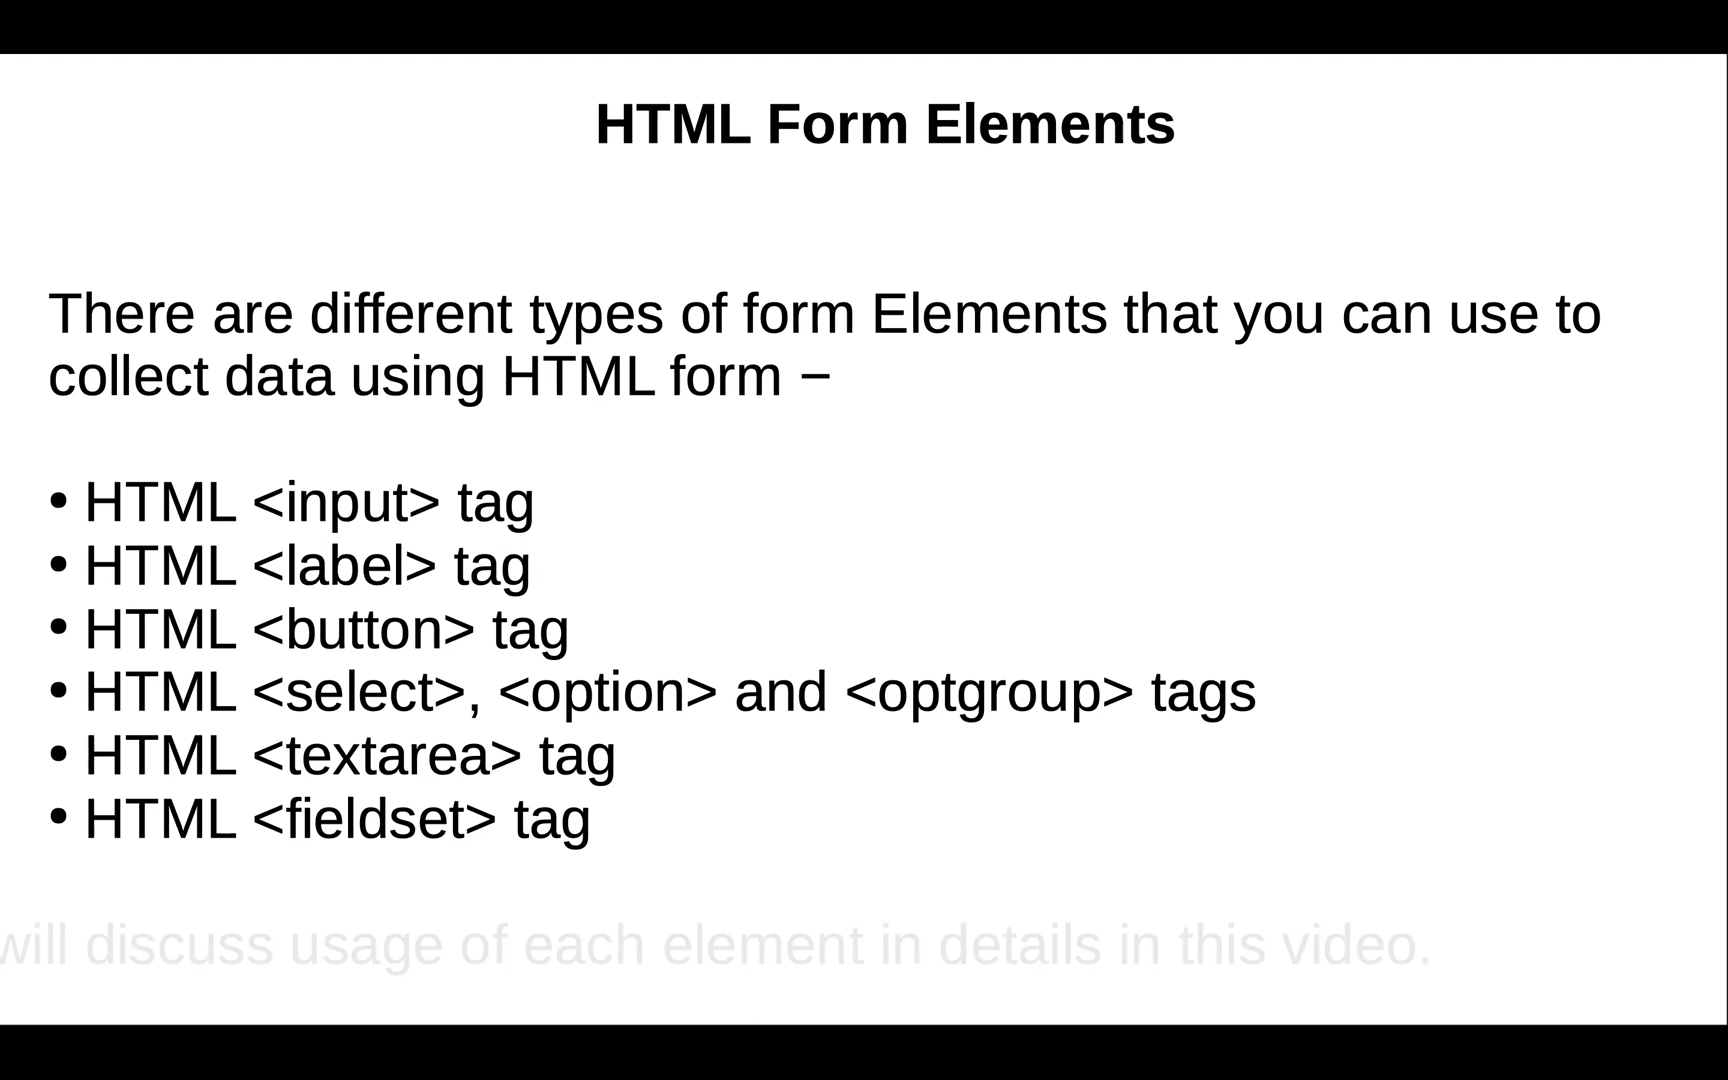 HTML Form Elements
There are different types of form Elements that you can use to
collect data using HTML form –
• HTML <input> tag
• HTML <label> tag
• HTML <button> tag
• HTML <select>, <option> and <optgroup> tags
• HTML <textarea> tag
• HTML <fieldset> tag
will discuss usage of each element in details in this video.